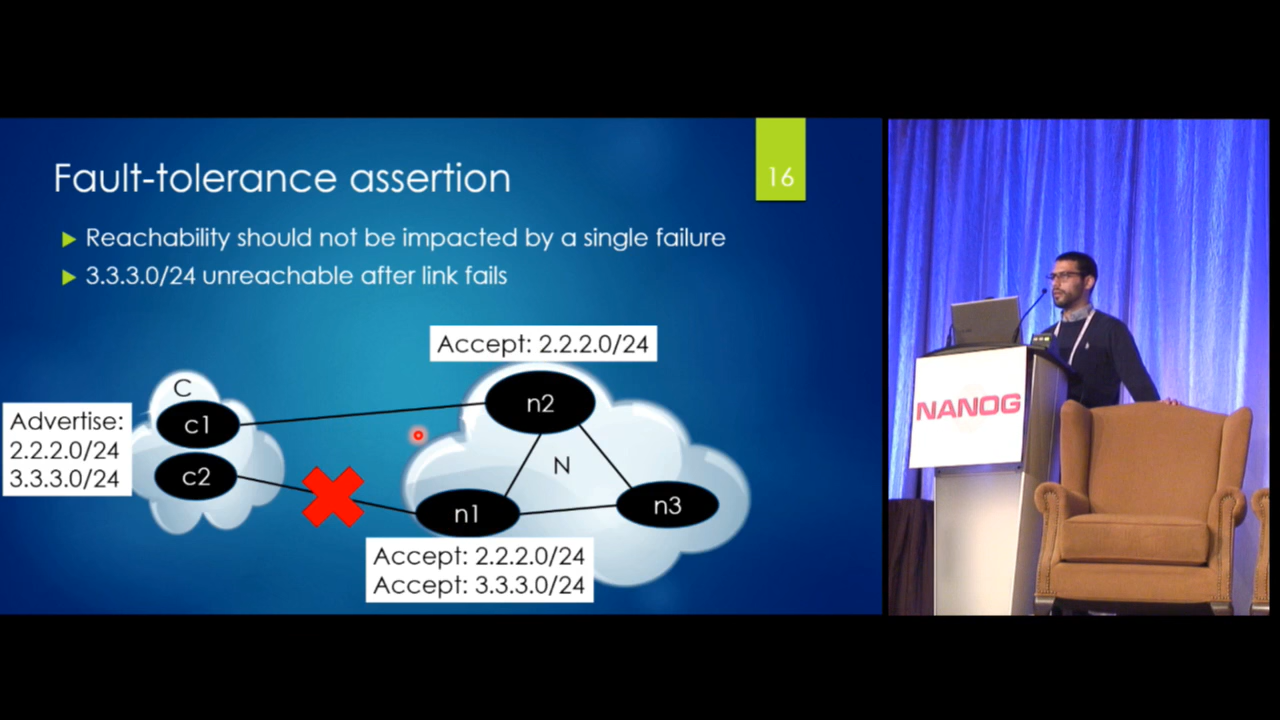 Fault-tolerance assertion
16
Reachability should not be impacted by a single failure
3.3.3.0/24 unreachable after link fails
Accept: 2.2.2.0/24
C
Advertise:
2.2.2.0/24
3.3.3.0/24
c1
c2
n2
N
n1
n3
Accept: 2.2.2.0/24
Accept: 3.3.3.0/24
NANOG